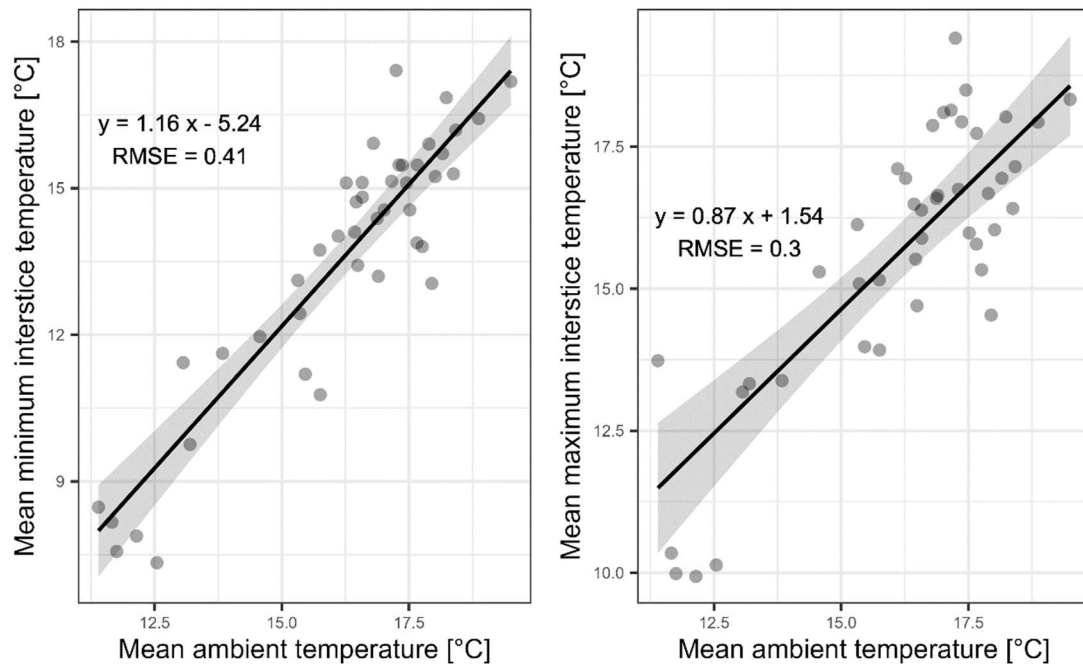 Mean minimum interstice temperature [°C]
18
15
12
9
y = 1.16 x - 5.24
RMSE = 0.41
12.5
15.0
17.5
Mean ambient temperature [°C]
Mean maximum interstice temperature [°C]
17.5
15.0
12.5
10.0
y = 0.87 x + 1.54
RMSE = 0.3
12.5
15.0
17.5
Mean ambient temperature [°C]